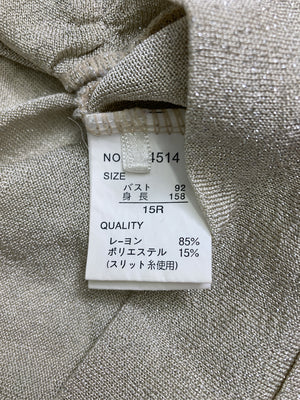 NO 4514
SIZE
バスト 92
身長 158
15R
QUALITY
レーヨン 85%
ポリエステル 15%
(スリット糸使用)